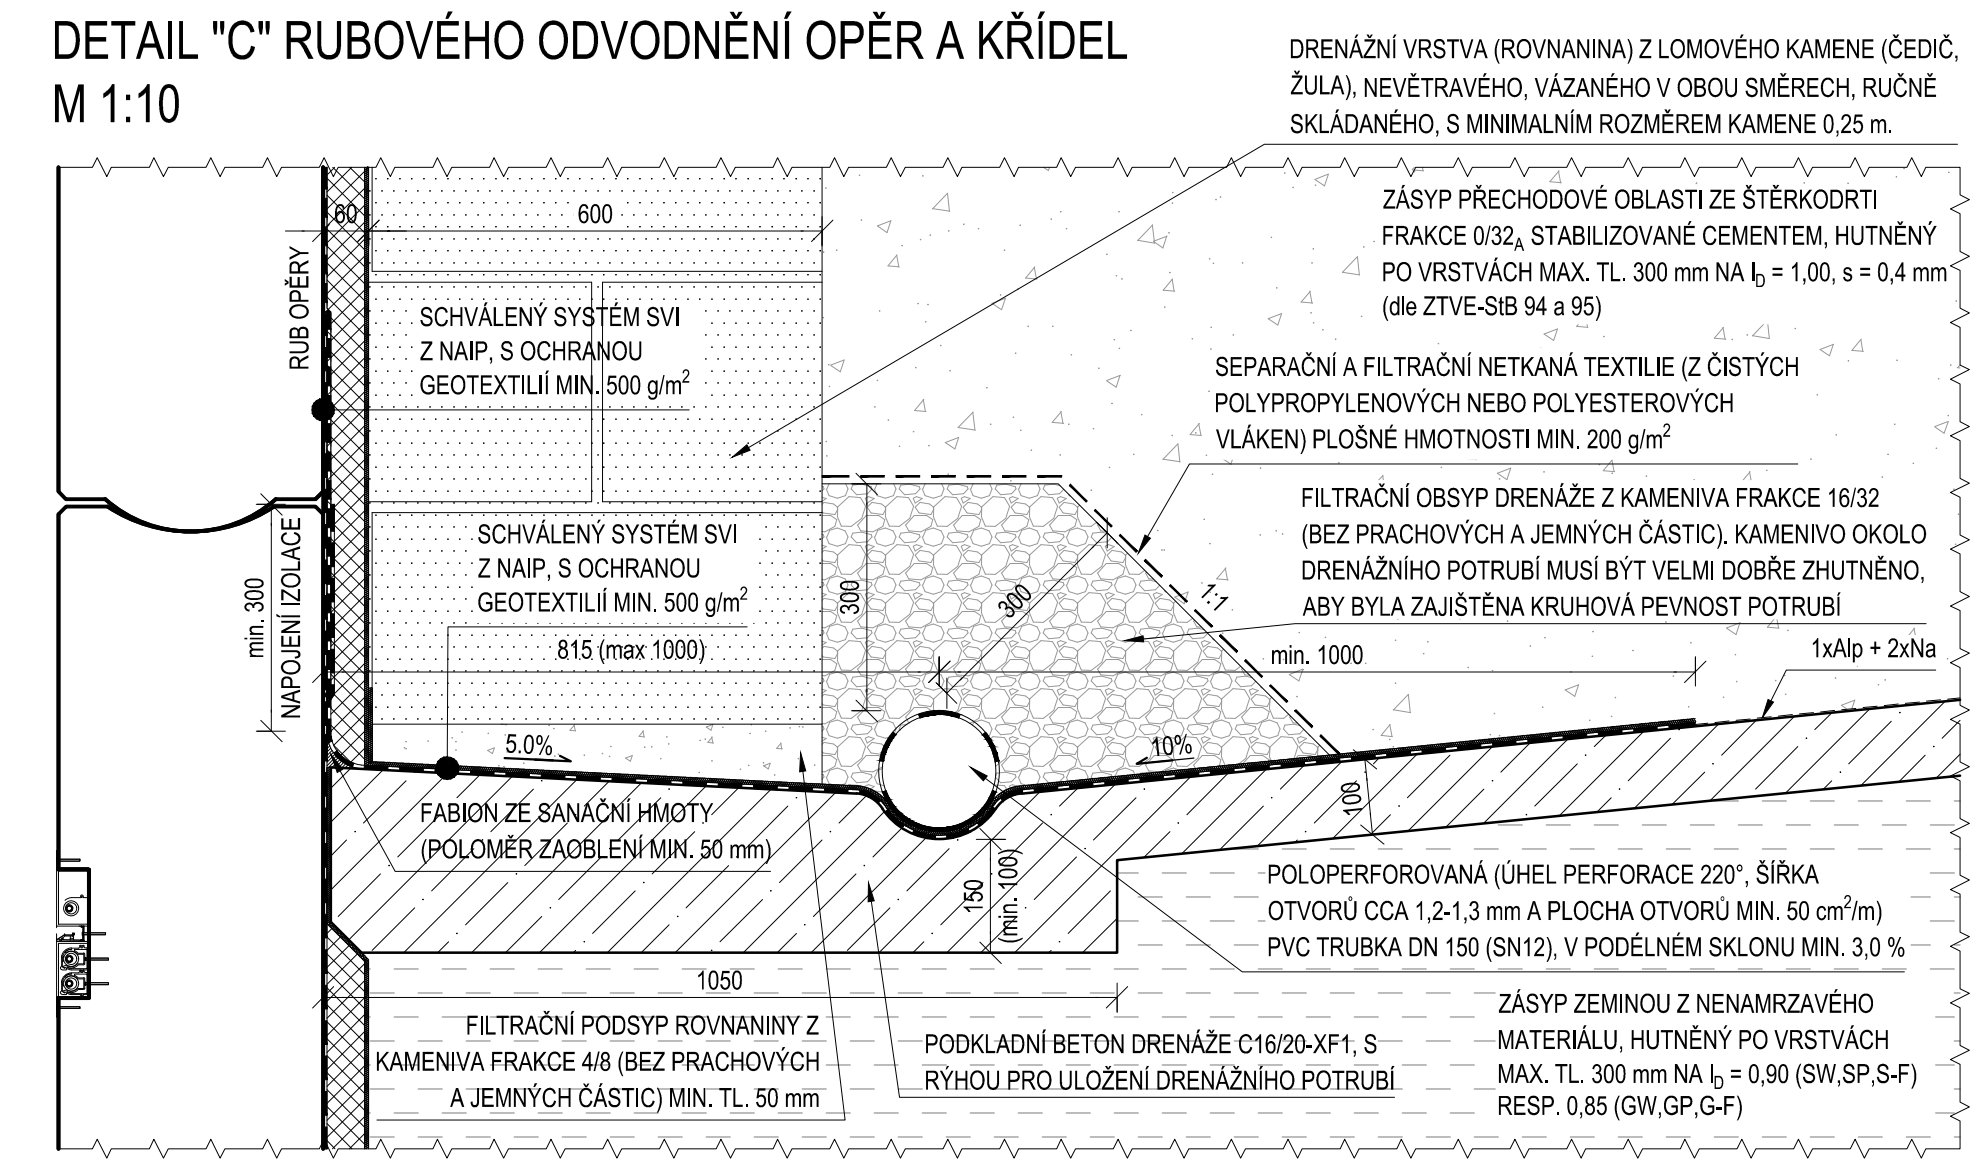 DETAIL "C" RUBOVÉHO ODVODNĚNÍ OPĚR A KŘÍDEL
M 1:10
DRENÁŽNÍ VRSTVA (ROVNANINA) Z LOMOVÉHO KAMENE (ČEDIČ,
ŽULA), NEVĚTRAVÉHO, VÁZANÉHO V OBOU SMĚRECH, RUČNĚ
SKLÁDANÉHO, S MINIMALNÍM ROZMĚREM KAMENE 0,25 m.
60
600
RUB OPĚRY
ZÁSYP PŘECHODOVÉ OBLASTI ZE ŠTĚRKODRTI
FRAKCE 0/32A STABILIZOVANÉ CEMENTEM, HUTNĚNÝ
PO VRSTVÁCH MAX. TL. 300 mm NA ID = 1,00, s = 0,4 mm
(dle ZTVE-StB 94 a 95)
SCHVÁLENÝ SYSTÉM SVI
Z NAIP, S OCHRANOU
GEOTEXTILIÍ MIN. 500 g/m²
SEPARAČNÍ A FILTRAČNÍ NETKANÁ TEXTILIE (Z ČISTÝCH
POLYPROPYLENOVÝCH NEBO POLYESTEROVÝCH
VLÁKEN) PLOŠNÉ HMOTNOSTI MIN. 200 g/m²
FILTRAČNÍ OBSYP DRENÁŽE Z KAMENIVA FRAKCE 16/32
(BEZ PRACHOVÝCH A JEMNÝCH ČÁSTIC). KAMENIVO OKOLO
DRENÁŽNÍHO POTRUBÍ MUSÍ BÝT VELMI DOBŘE ZHUTNĚNO,
ABY BYLA ZAJIŠTĚNA KRUHOVÁ PEVNOST POTRUBÍ
min. 300
NAPOJENÍ IZOLACE
SCHVÁLENÝ SYSTÉM SVI
Z NAIP, S OCHRANOU
GEOTEXTILIÍ MIN. 500 g/m²
815 (max 1000)
300
300
1:1
min. 1000
1xAlp + 2xNa
5.0%
10%
100
FABION ZE SANAČNÍ HMOTY
(POLOMĚR ZAOBLENÍ MIN. 50 mm)
150
(min. 100)
POLOPERFOROVANÁ (ÚHEL PERFORACE 220°, ŠÍŘKA
OTVORŮ CCA 1,2-1,3 mm A PLOCHA OTVORŮ MIN. 50 cm²/m)
PVC TRUBKA DN 150 (SN12), V PODÉLNÉM SKLONU MIN. 3,0 %
1050
FILTRAČNÍ PODSYP ROVNANINY Z
KAMENIVA FRAKCE 4/8 (BEZ PRACHOVÝCH
A JEMNÝCH ČÁSTIC) MIN. TL. 50 mm
PODKLADNÍ BETON DRENÁŽE C16/20-XF1, S
RÝHOU PRO ULOŽENÍ DRENÁŽNÍHO POTRUBÍ
ZÁSYP ZEMINOU Z NENAMRZAVÉHO
MATERIÁLU, HUTNĚNÝ PO VRSTVÁCH
MAX. TL. 300 mm NA ID = 0,90 (SW,SP,S-F)
RESP. 0,85 (GW,GP,G-F)